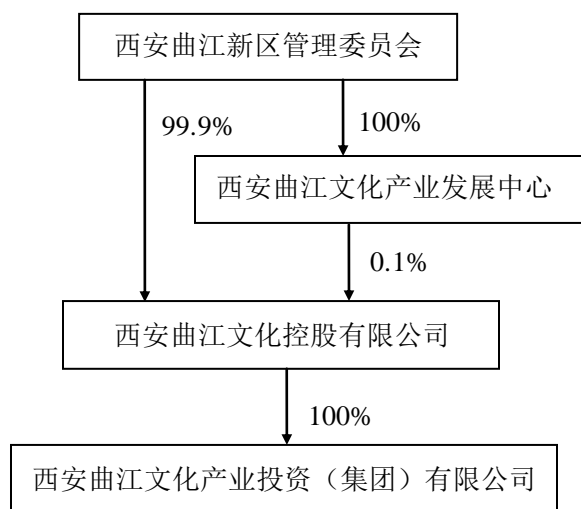 西安曲江新区管理委员会
99.9%
100%
西安曲江文化产业发展中心
0.1%
西安曲江文化控股有限公司
100%
西安曲江文化产业投资（集团）有限公司